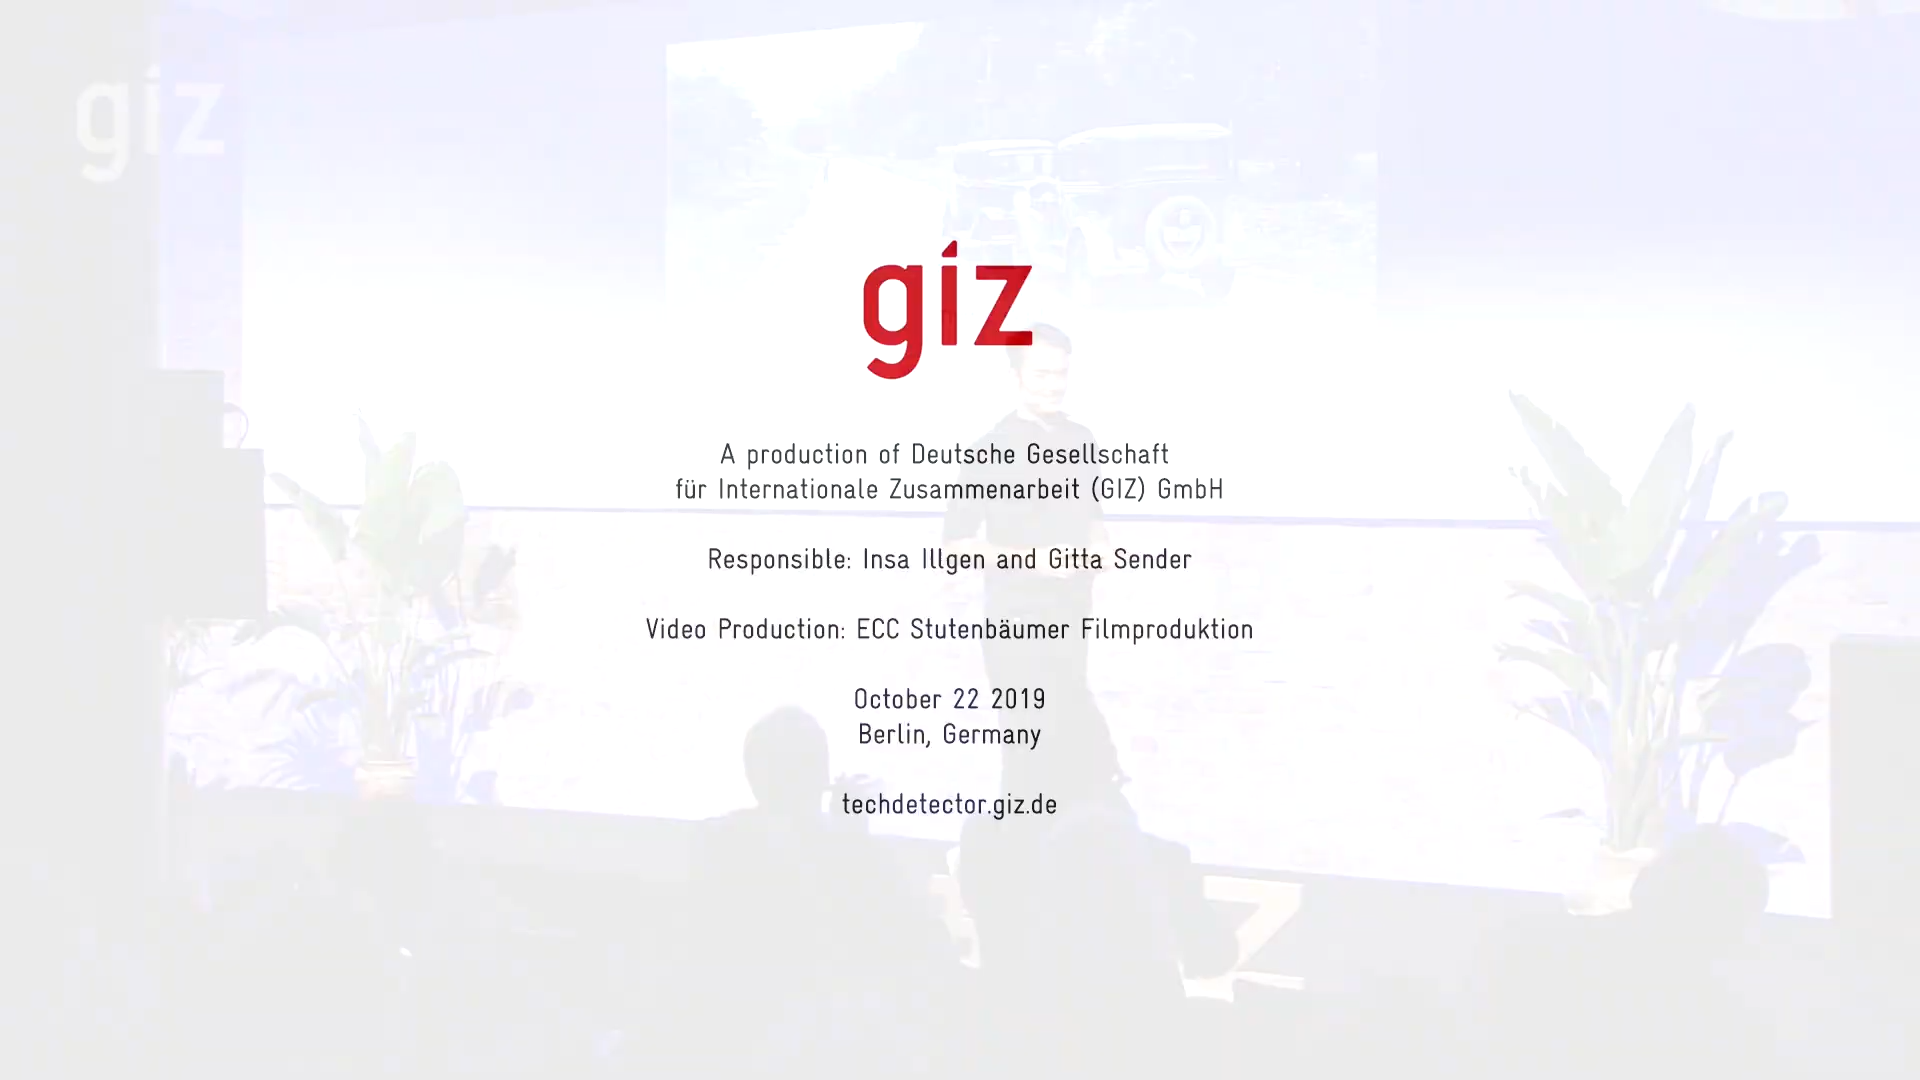 giz
giz
A production of Deutsche Gesellschaft
für Internationale Zusammenarbeit (GIZ) GmbH
Responsible: Insa Illgen and Gitta Sender
Video Production: ECC Stutenbäumer Filmproduktion
October 22 2019
Berlin, Germany
techdetector.giz.de